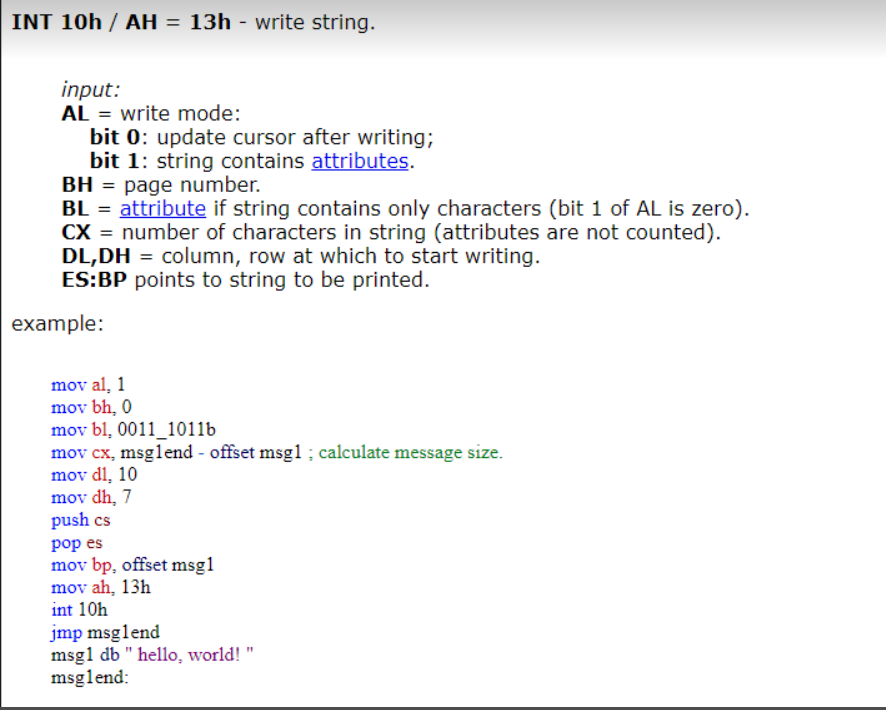 INT 10h / AH = 13h - write string.
input:
AL = write mode:
bit 0: update cursor after writing;
bit 1: string contains attributes.
BH = page number.
BL = attribute if string contains only characters (bit 1 of AL is zero).
CX = number of characters in string (attributes are not counted).
DL,DH = column, row at which to start writing.
ES:BP points to string to be printed.
example:
mov al, 1
mov bh, 0
mov bl, 0011_1011b
mov cx, msg1end - offset msg1 ; calculate message size.
mov dl, 10
mov dh, 7
push cs
pop es
mov bp, offset msg1
mov ah, 13h
int 10h
jmp msg1end
msg1 db " hello, world! "
msg1end: